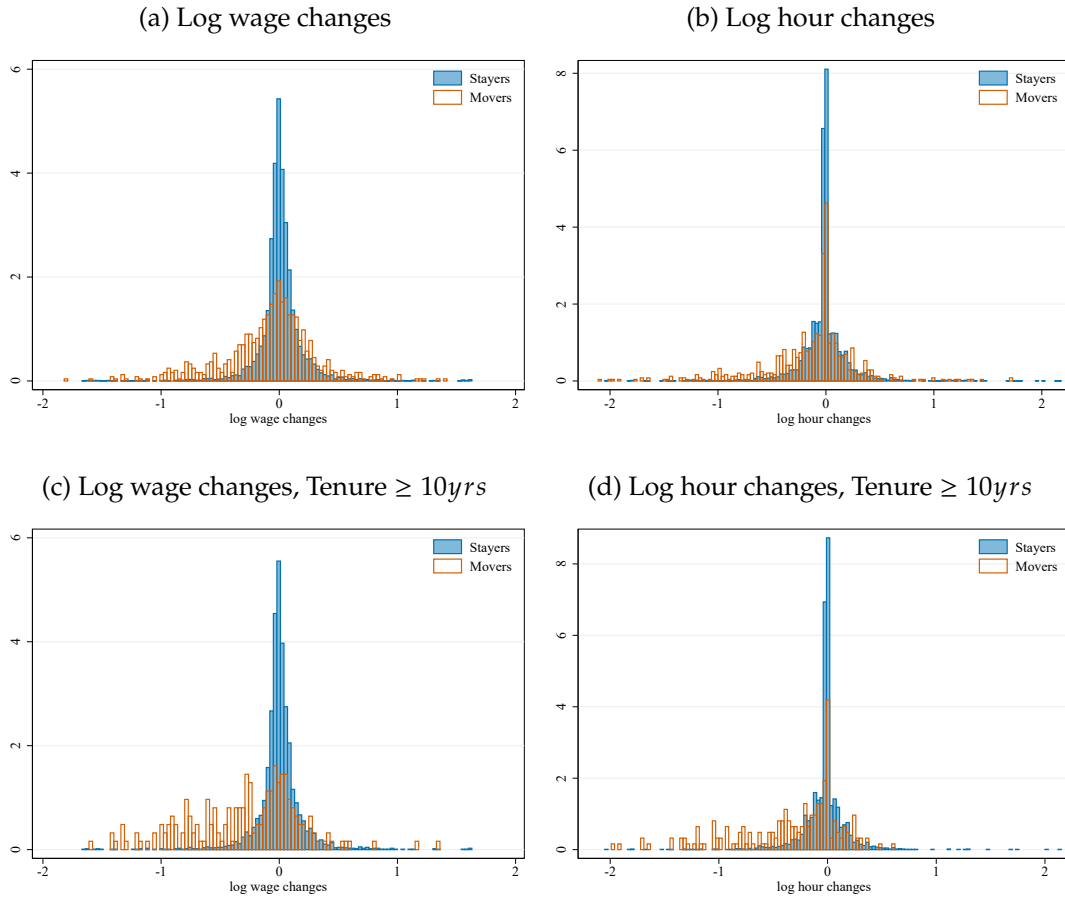 (a) Log wage changes
6
4
2
0
Stayers
Movers
-2 -1 0 1 2
log wage changes
(b) Log hour changes
8
6
4
2
0
Stayers
Movers
-2 -1 0 1 2
log hour changes
(c) Log wage changes, Tenure ≥ 10yrs
6
4
2
0
Stayers
Movers
-2 -1 0 1 2
log wage changes
(d) Log hour changes, Tenure ≥ 10yrs
8
6
4
2
0
Stayers
Movers
-2 -1 0 1 2
log hour changes